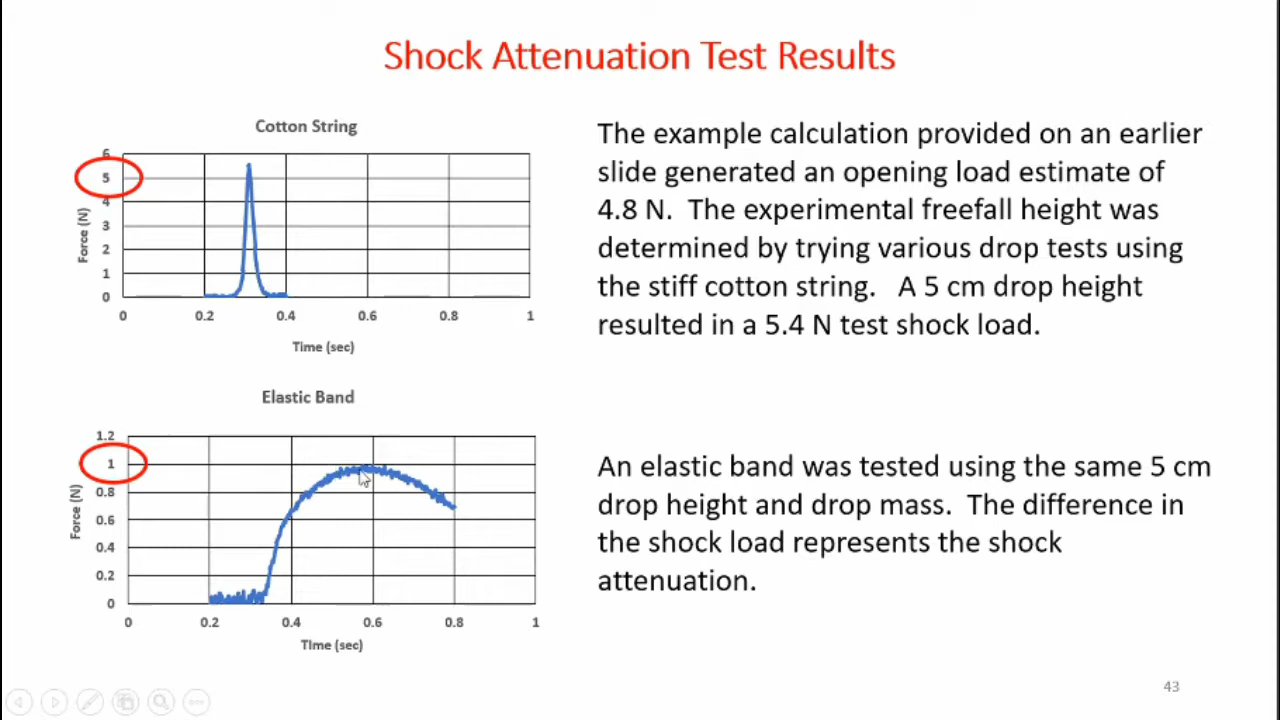 Shock Attenuation Test Results
Cotton String
6
5
4
3
2
1
0
Force (N)
0 0.2 0.4 0.6 0.8 1
Time (sec)
The example calculation provided on an earlier
slide generated an opening load estimate of
4.8 N. The experimental freefall height was
determined by trying various drop tests using
the stiff cotton string. A 5 cm drop height
resulted in a 5.4 N test shock load.
Elastic Band
1.2
1
0.8
0.6
0.4
0.2
0
Force (N)
0 0.2 0.4 0.6 0.8 1
Time (sec)
An elastic band was tested using the same 5 cm
drop height and drop mass. The difference in
the shock load represents the shock
attenuation.
43